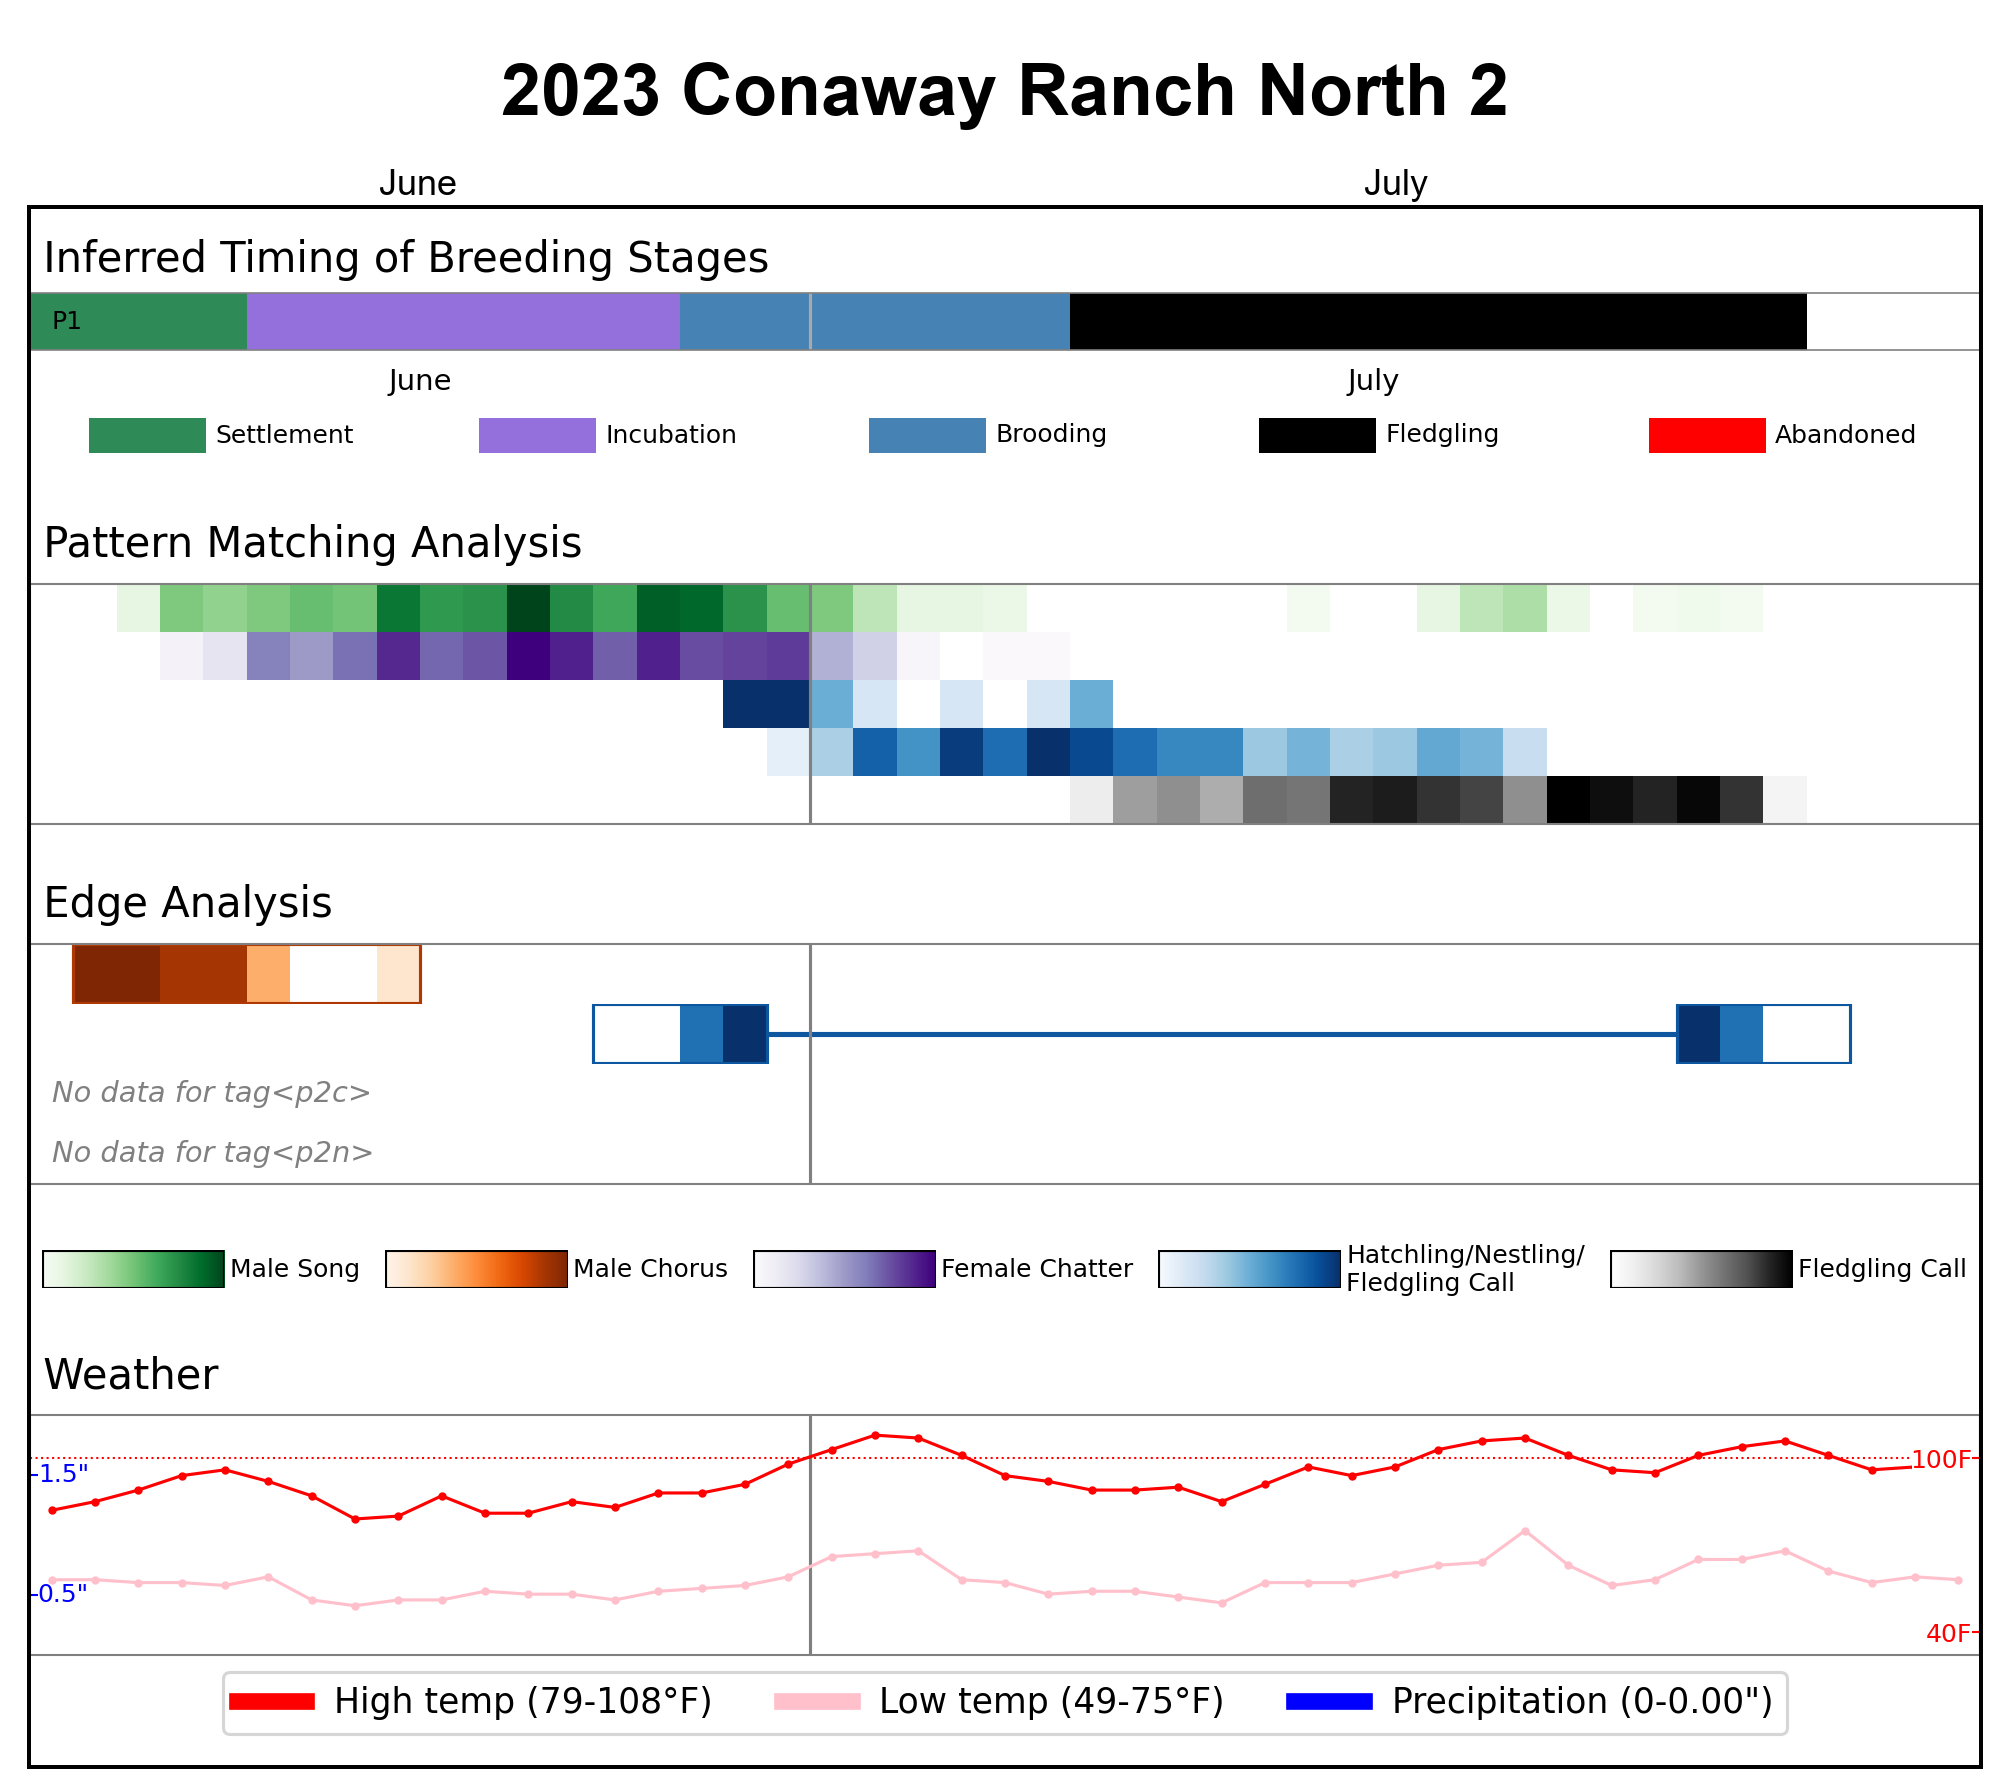 2023 Conaway Ranch North 2
June July
Inferred Timing of Breeding Stages
P1
June July
Settlement Incubation Brooding Fledgling Abandoned
Pattern Matching Analysis
Edge Analysis
No data for tag<p2c>
No data for tag<p2n>
Male Song Male Chorus Female Chatter Hatchling/Nestling/
Fledgling Call Fledgling Call
Weather
1.5" 100F
0.5"
40F
High temp (79-108°F) Low temp (49-75°F) Precipitation (0-0.00")